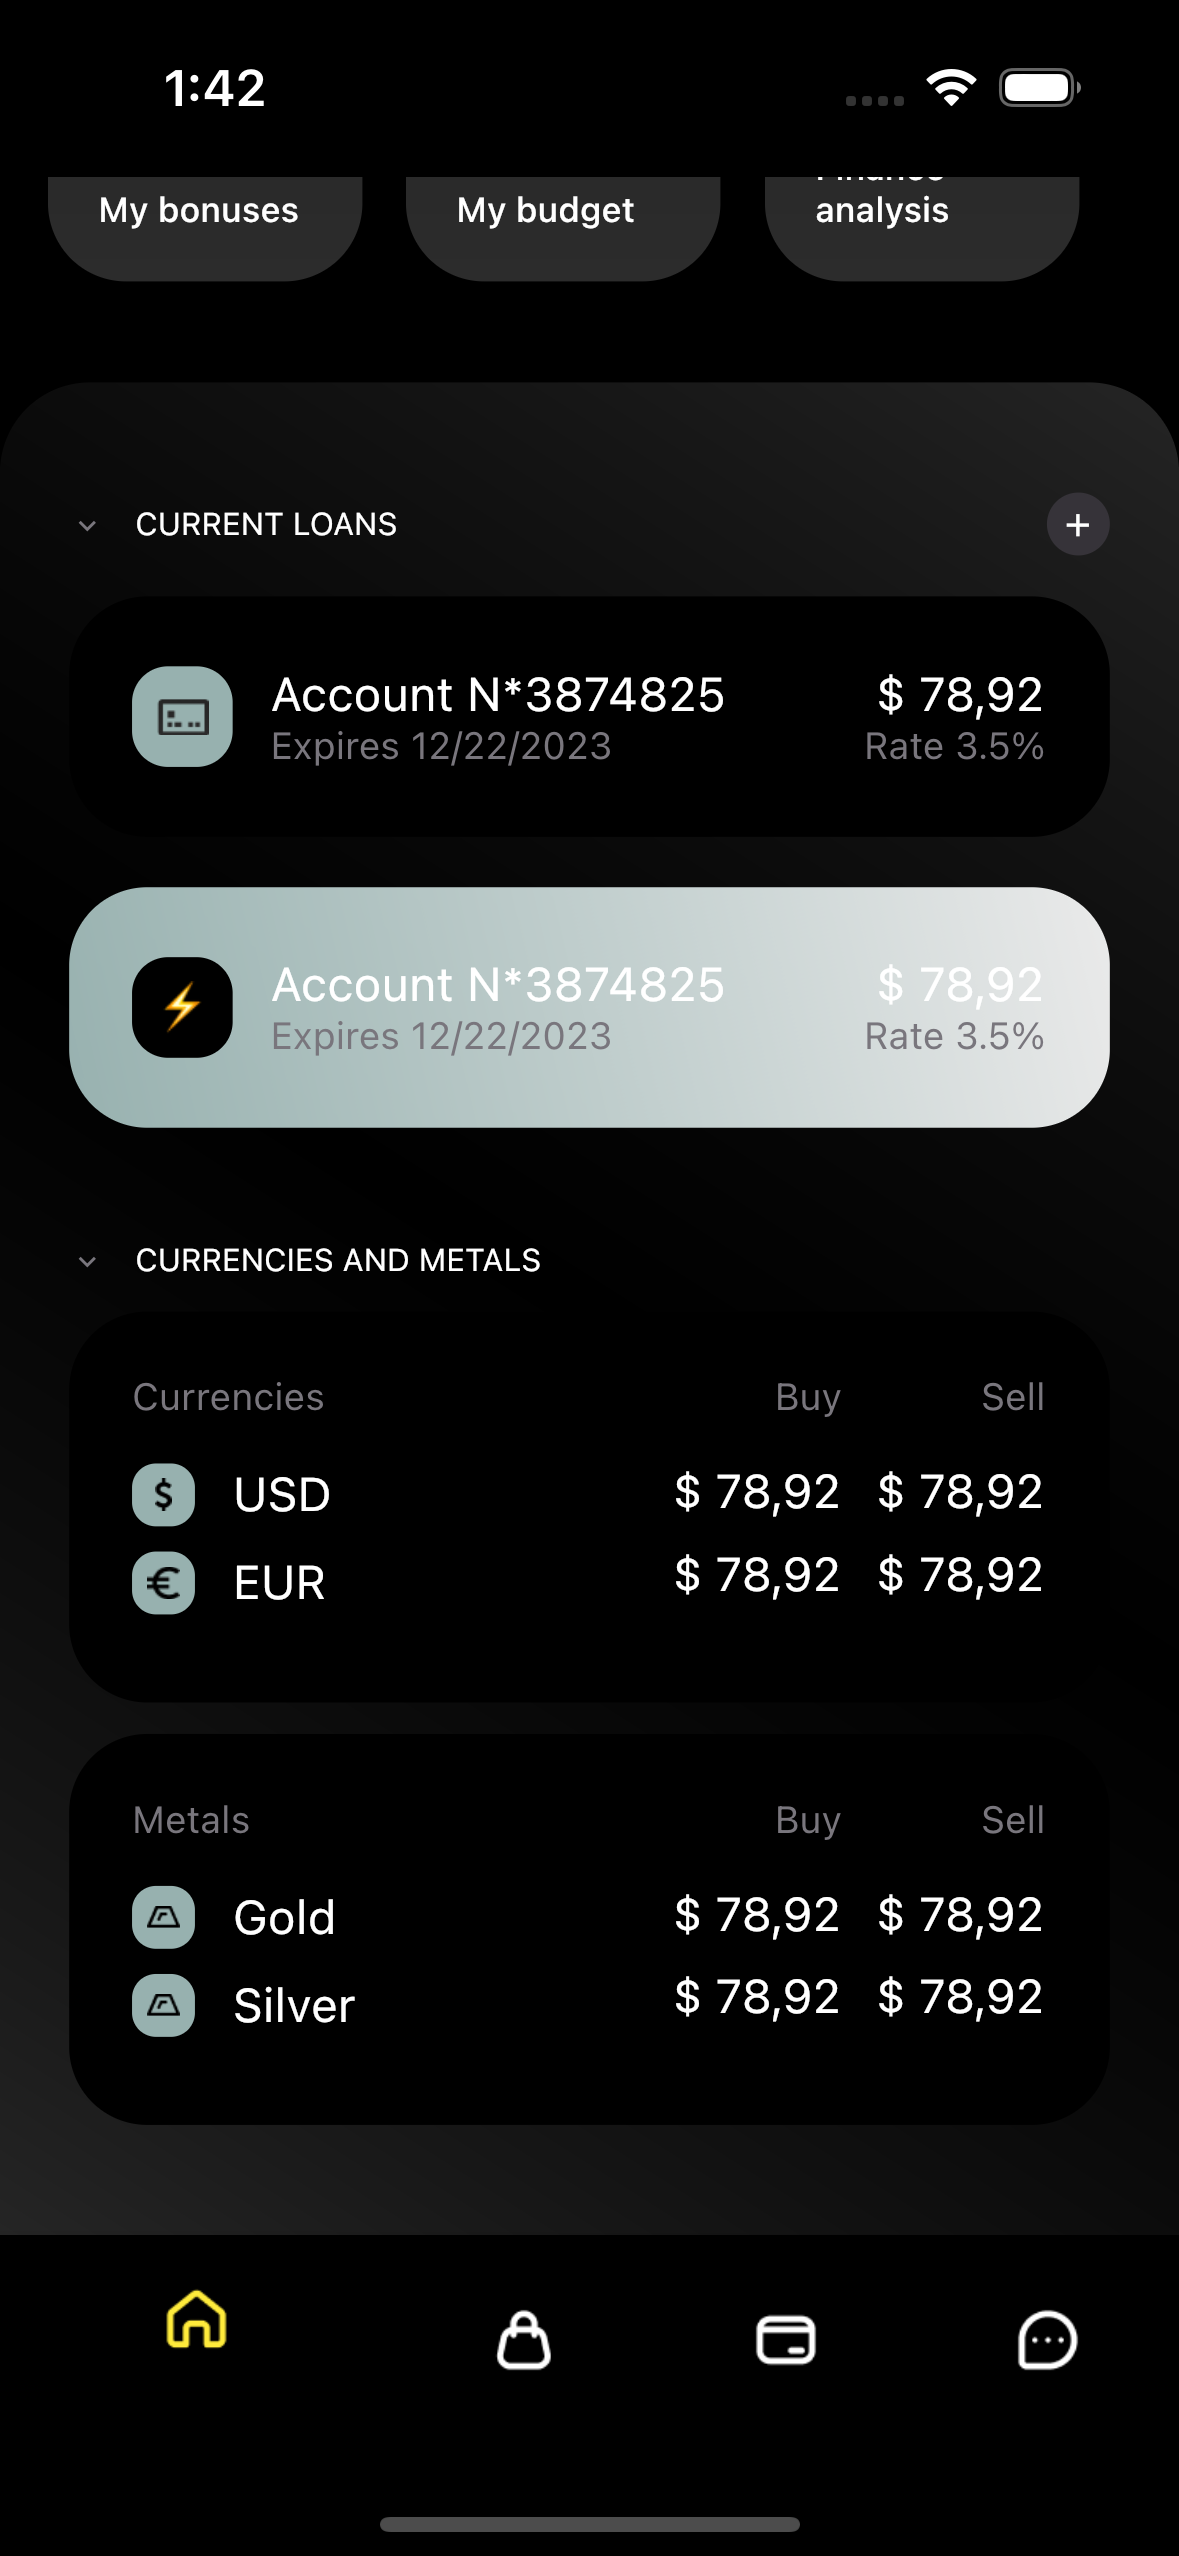 1:42
My bonuses
My budget
Finance
analysis
CURRENT LOANS
Account N*3874825
$ 78,92
Expires 12/22/2023
Rate 3.5%
Account N*3874825
$ 78,92
Expires 12/22/2023
Rate 3.5%
CURRENCIES AND METALS
Currencies Buy Sell
USD $ 78,92 $ 78,92
EUR $ 78,92 $ 78,92
Metals Buy Sell
Gold $ 78,92 $ 78,92
Silver $ 78,92 $ 78,92